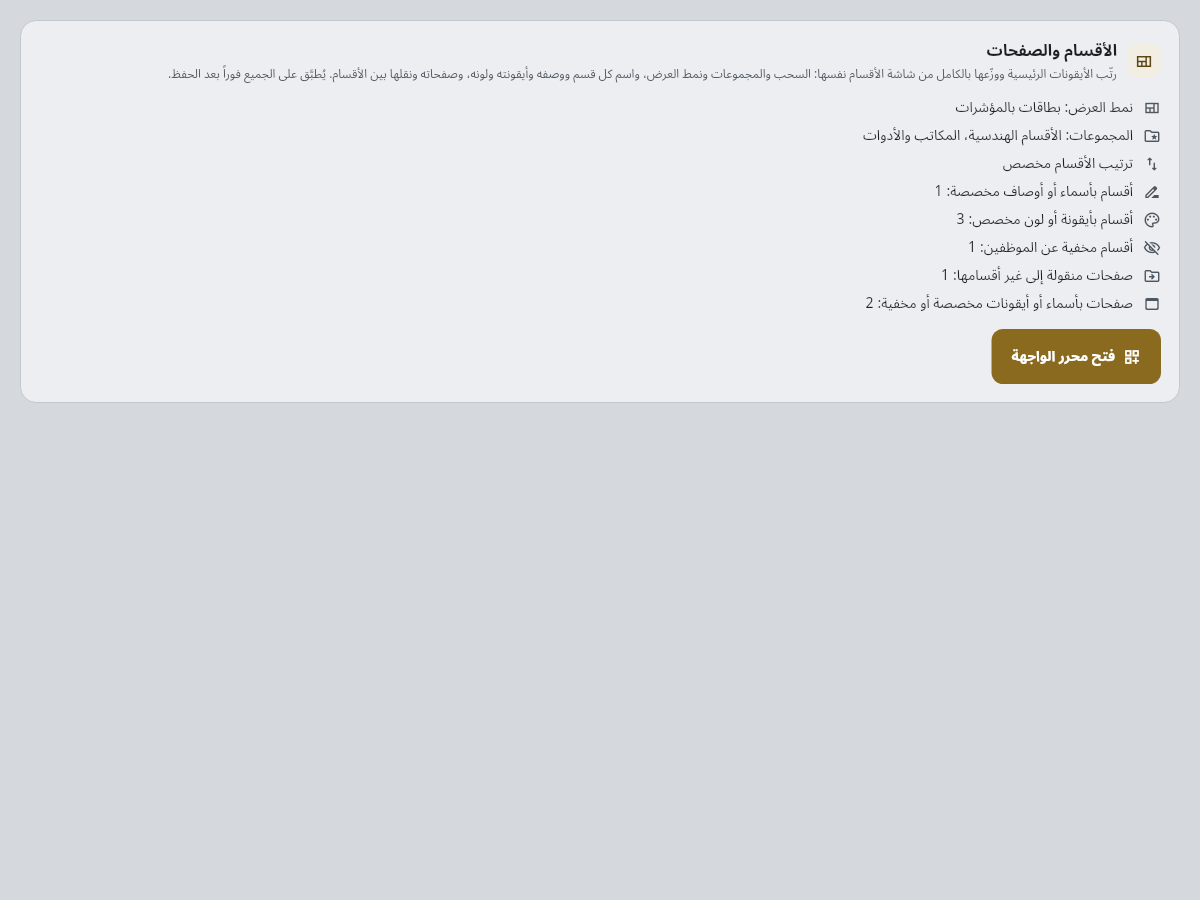 الأقسام والصفحات
رتّب الأيقونات الرئيسية ووزّعها بالكامل من شاشة الأقسام نفسها: السحب والمجموعات ونمط العرض، واسم كل قسم ووصفه وأيقونته ولونه، وصفحاته ونقلها بين الأقسام. يُطبَّق على الجميع فوراً بعد الحفظ.
نمط العرض: بطاقات بالمؤشرات
المجموعات: الأقسام الهندسية، المكاتب والأدوات
ترتيب الأقسام مخصص
أقسام بأسماء أو أوصاف مخصصة: 1
أقسام بأيقونة أو لون مخصص: 3
أقسام مخفية عن الموظفين: 1
صفحات منقولة إلى غير أقسامها: 1
صفحات بأسماء أو أيقونات مخصصة أو مخفية: 2
فتح محرر الواجهة